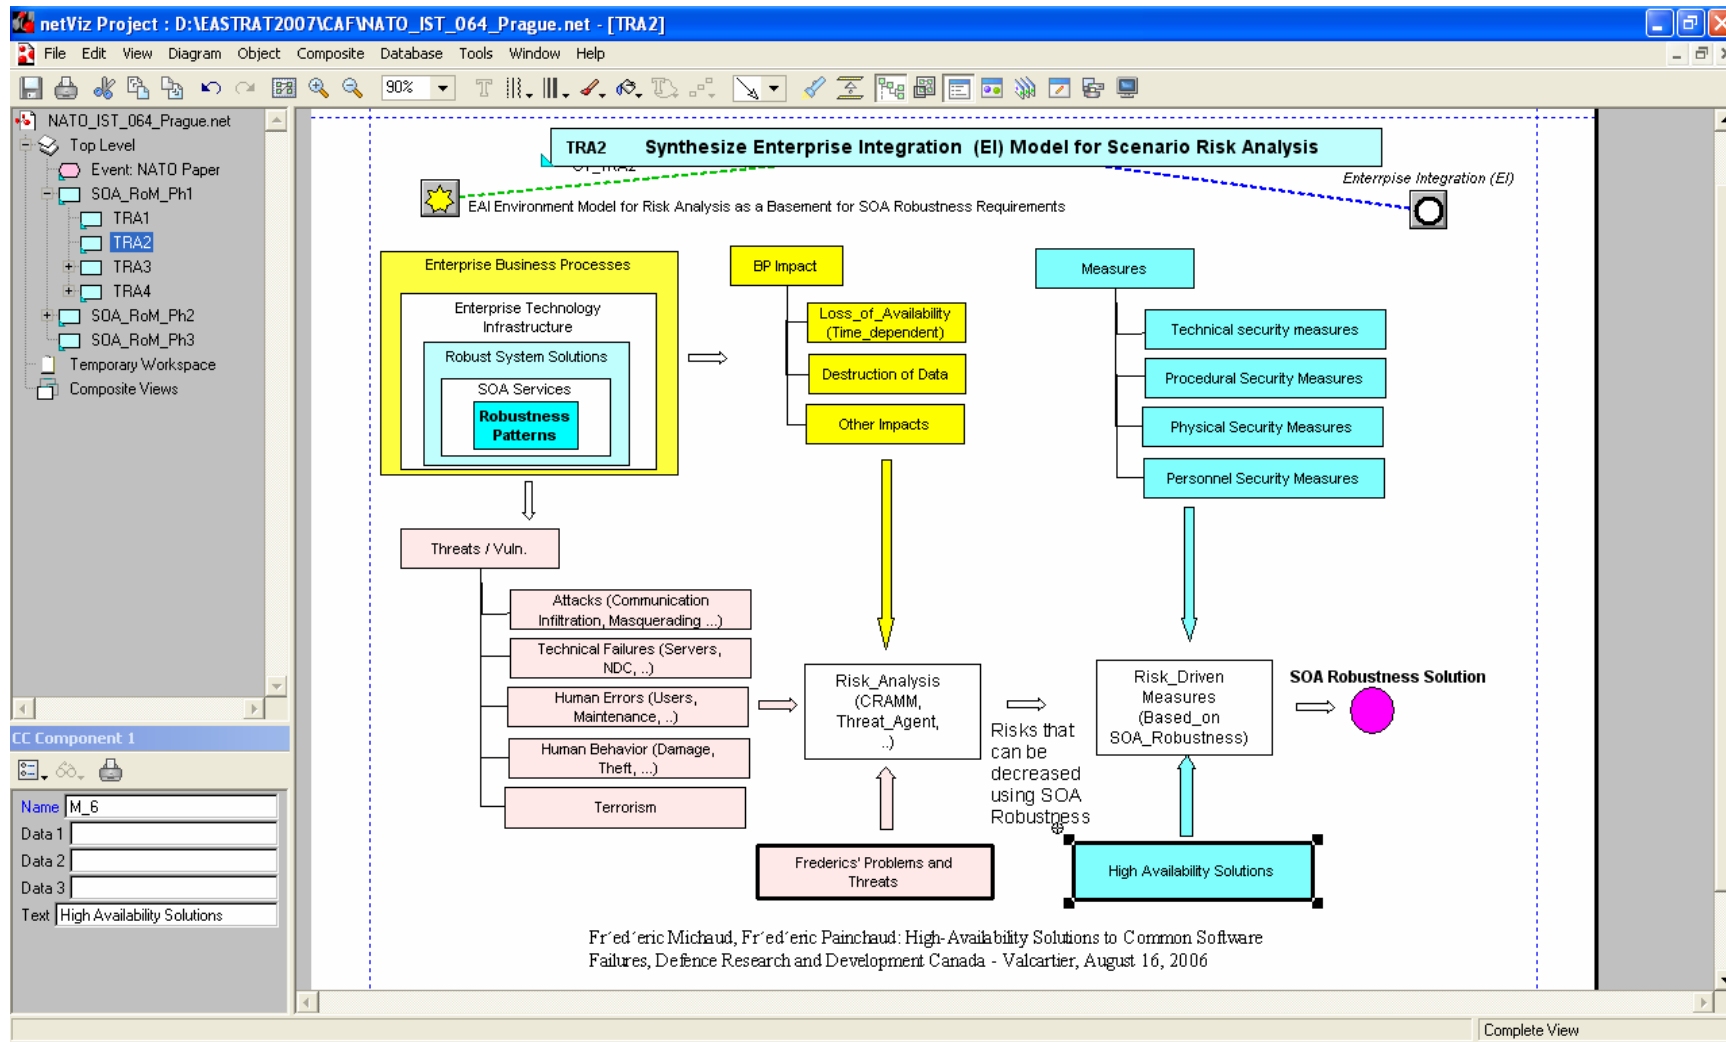 netViz Project : D:\EASTRAT2007\CAF\NATO_IST_064_Prague.net - [TRA2]
File Edit View Diagram Object Composite Database Tools Window Help
90%
NATO_IST_064_Prague.net
Top Level
Event: NATO Paper
SOA_RoM_Ph1
TRA1
TRA2
TRA3
TRA4
SOA_RoM_Ph2
SOA_RoM_Ph3
Temporary Workspace
Composite Views
CC Component 1
Name M_6
Data 1
Data 2
Data 3
Text High Availability Solutions
TRA2 Synthesize Enterprise Integration (EI) Model for Scenario Risk Analysis
Enterrpise Integration (EI)
EAI Environment Model for Risk Analysis as a Basement for SOA Robustness Requirements
Enterprise Business Processes
Enterprise Technology
Infrastructure
Robust System Solutions
SOA Services
Robustness
Patterns
BP Impact
Loss_of_Availability
(Time_dependent)
Destruction of Data
Other Impacts
Measures
Technical security measures
Procedural Security Measures
Physical Security Measures
Personnel Security Measures
Threats / Vuln.
Attacks (Communication
Infiltration, Masquerading ...)
Technical Failures (Servers,
NDC, ..)
Human Errors (Users,
Maintenance, ..)
Human Behavior (Damage,
Theft, ...)
Terrorism
Risk_Analysis
(CRAMM,
Threat_Agent,
..)
Risks that
can be
decreased
using SOA
Robustness
Risk_Driven
Measures
(Based_on
SOA_Robustness)
SOA Robustness Solution
Frederics' Problems and
Threats
High Availability Solutions
Fr´ed´eric Michaud, Fr´ed´eric Painchaud: High-Availability Solutions to Common Software
Failures, Defence Research and Development Canada - Valcartier, August 16, 2006
Complete View